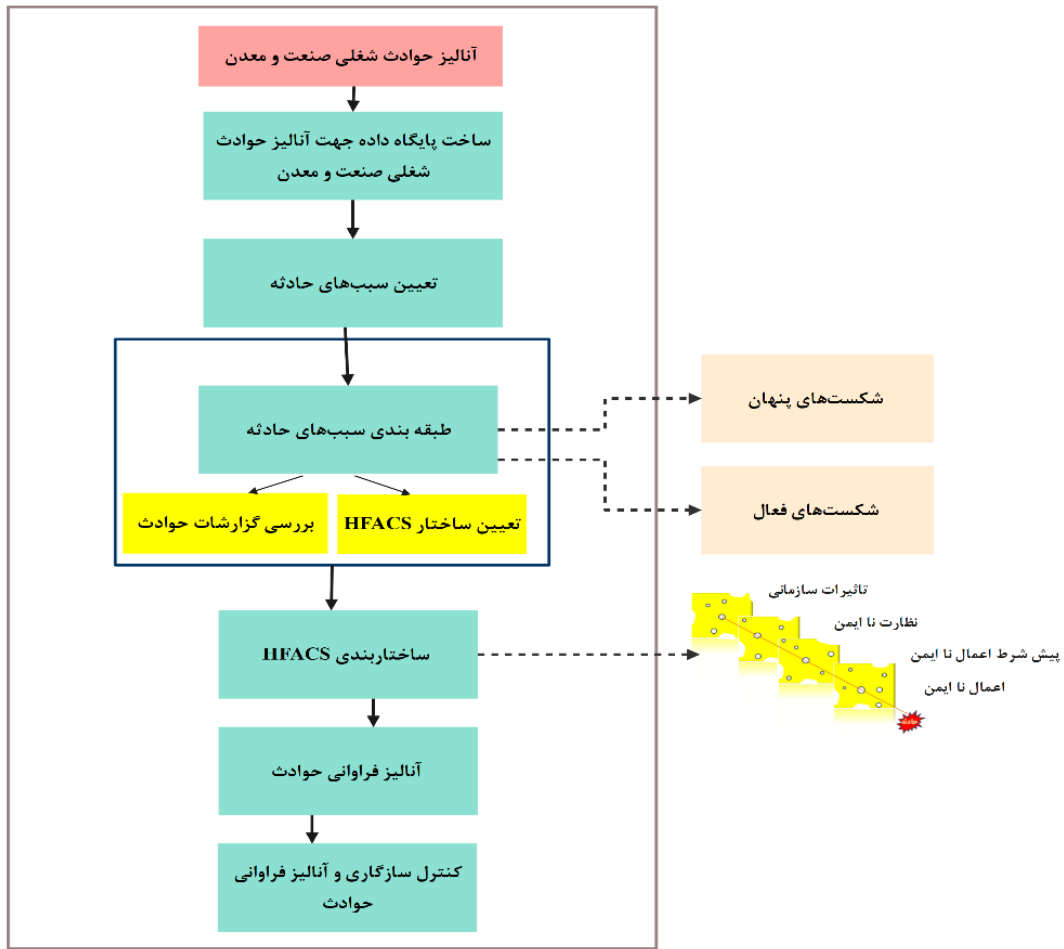 آنالیز حوادث شغلی صنعت و معدن
ساخت پایگاه داده جهت آنالیز حوادث
شغلی صنعت و معدن
تعیین سبب‌های حادثه
طبقه بندی سبب‌های حادثه
تعیین ساختار HFACS
بررسی گزارشات حوادث
شکست‌های پنهان
شکست‌های فعال
ساختاربندی HFACS
تاثیرات سازمانی
نظارت نا ایمن
پیش شرط اعمال نا ایمن
اعمال نا ایمن
حادثه
آنالیز فراوانی حوادث
کنترل سازگاری و آنالیز فراوانی
حوادث